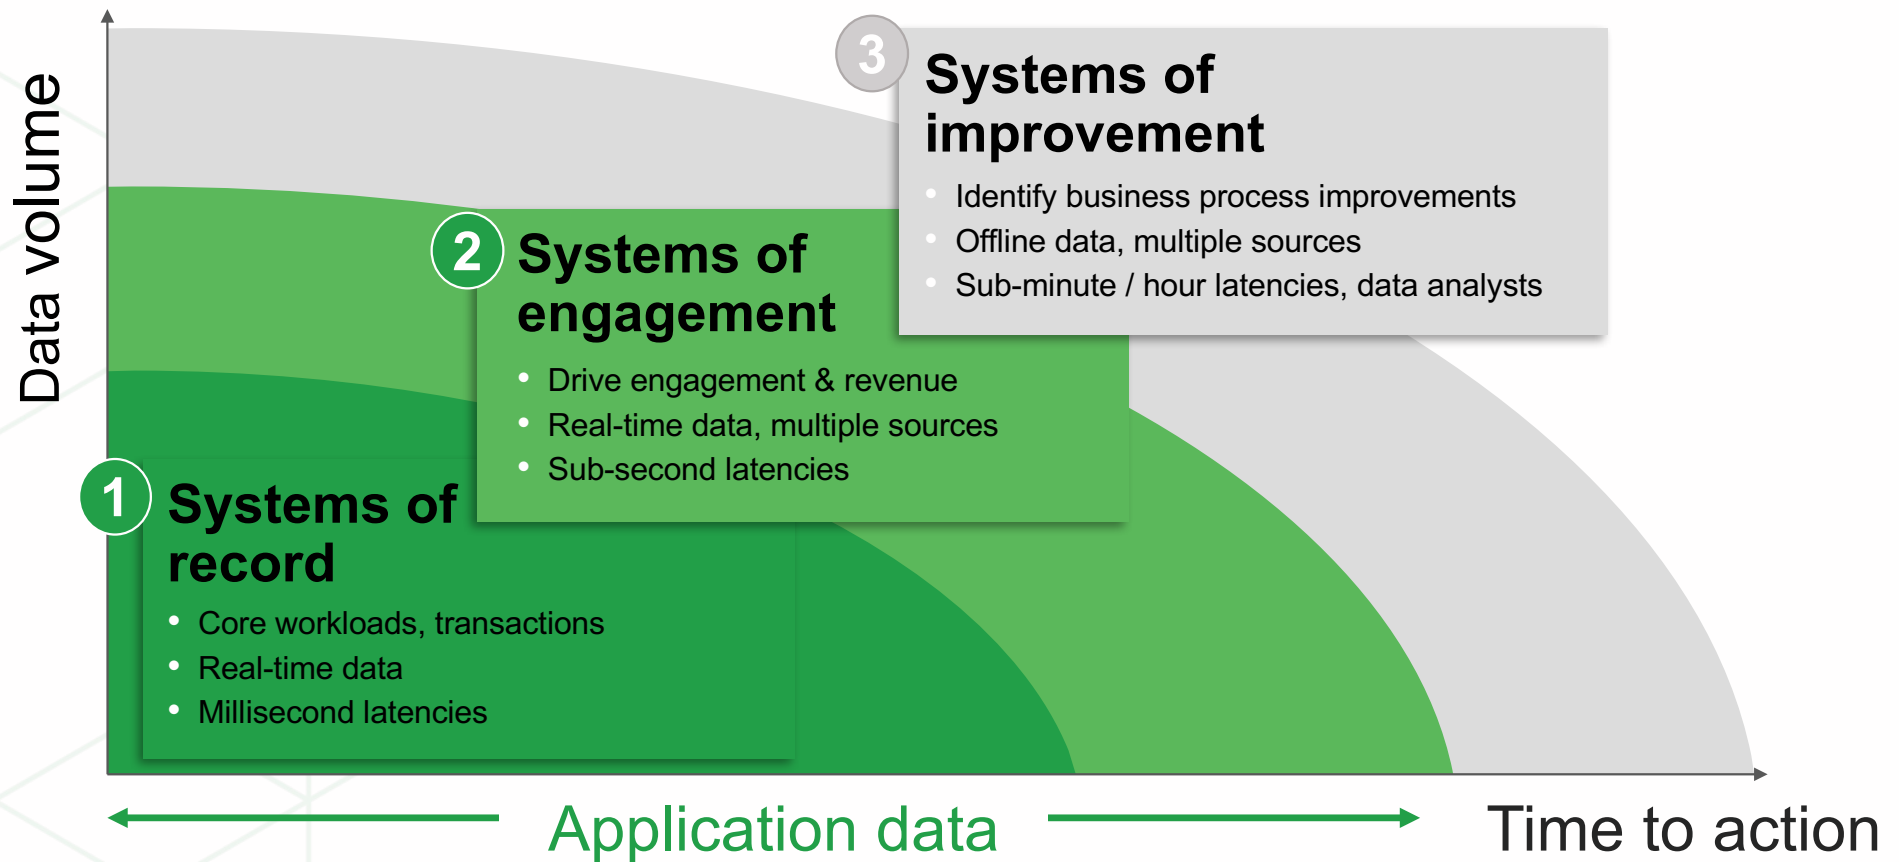 Data volume
3
Systems of
improvement
• Identify business process improvements
• Offline data, multiple sources
• Sub-minute / hour latencies, data analysts
2
Systems of
engagement
• Drive engagement & revenue
• Real-time data, multiple sources
• Sub-second latencies
1
Systems of
record
• Core workloads, transactions
• Real-time data
• Millisecond latencies
Application data
Time to action